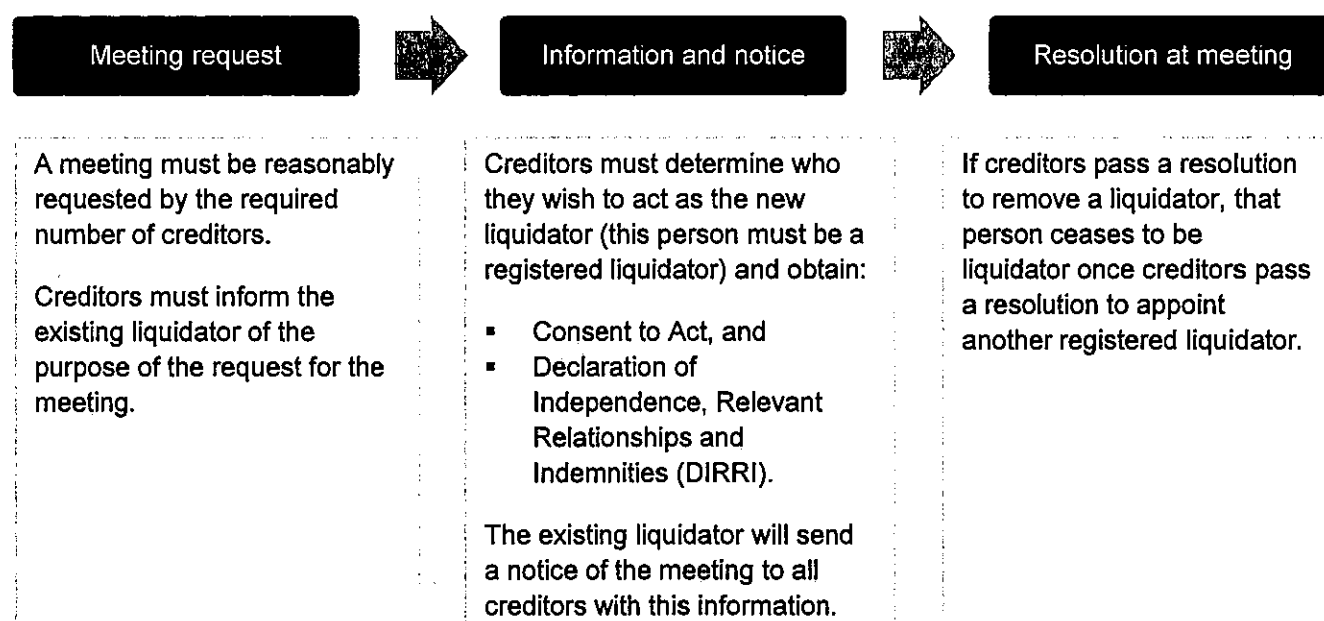 Meeting request
Information and notice
Resolution at meeting
A meeting must be reasonably
requested by the required
number of creditors.
Creditors must inform the
existing liquidator of the
purpose of the request for the
meeting.
Creditors must determine who
they wish to act as the new
liquidator (this person must be a
registered liquidator) and obtain:
▪ Consent to Act, and
▪ Declaration of
Independence, Relevant
Relationships and
Indemnities (DIRRI).
The existing liquidator will send
a notice of the meeting to all
creditors with this information.
If creditors pass a resolution
to remove a liquidator, that
person ceases to be
liquidator once creditors pass
a resolution to appoint
another registered liquidator.